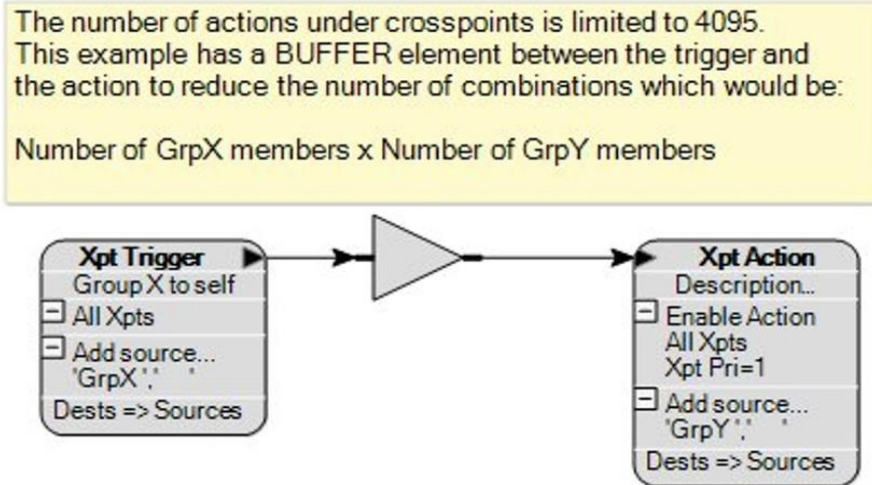 The number of actions under crosspoints is limited to 4095.
This example has a BUFFER element between the trigger and
the action to reduce the number of combinations which would be:
Number of GrpX members x Number of GrpY members
Xpt Trigger
Group X to self
All Xpts
Add source...
'GrpX ',' '
Dests => Sources
Xpt Action
Description...
Enable Action
All Xpts
Xpt Pri=1
Add source...
'GrpY ',' '
Dests => Sources